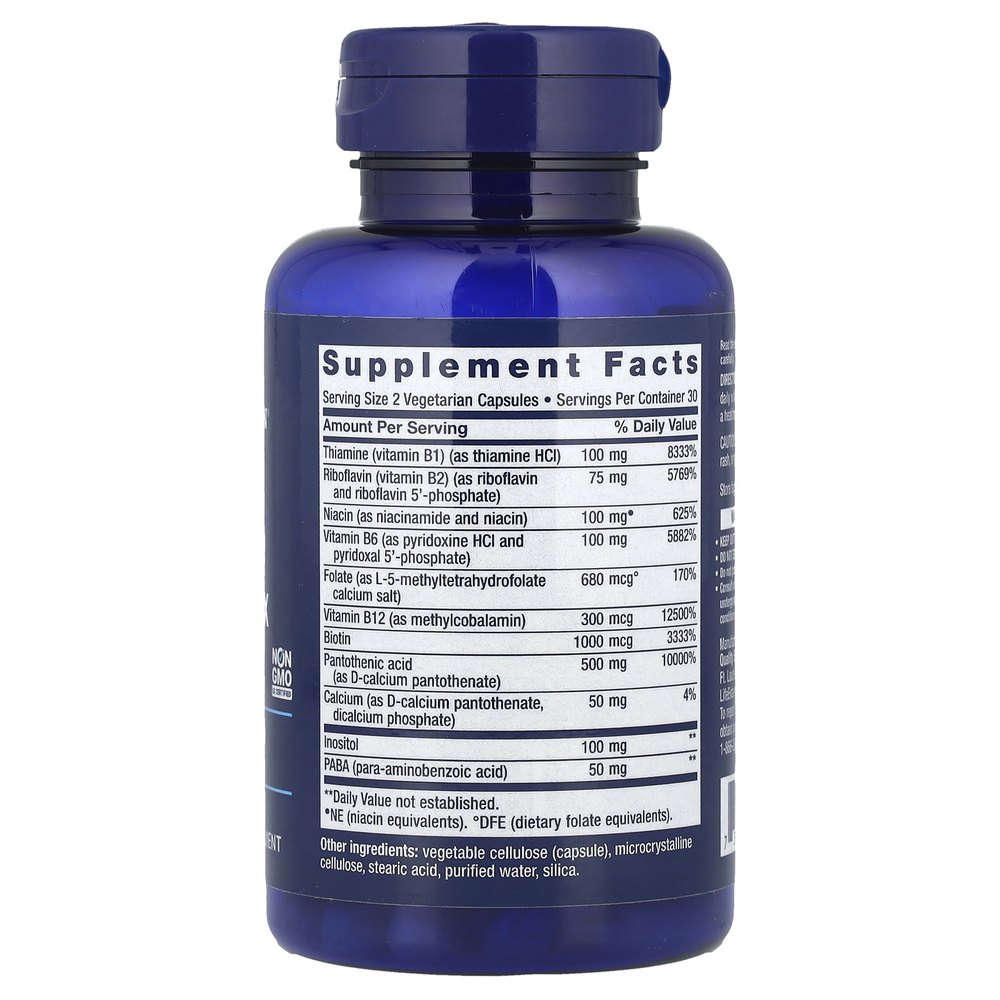 Supplement Facts
Serving Size 2 Vegetarian Capsules • Servings Per Container 30
Amount Per Serving % Daily Value
Thiamine (vitamin B1) (as thiamine HCl) 100 mg 8333%
Riboflavin (vitamin B2) (as riboflavin 75 mg 5769%
and riboflavin 5'-phosphate)
Niacin (as niacinamide and niacin) 100 mg• 625%
Vitamin B6 (as pyridoxine HCl and 100 mg 5882%
pyridoxal 5'-phosphate)
Folate (as L-5-methyltetrahydrofolate 680 mcg° 170%
calcium salt)
Vitamin B12 (as methylcobalamin) 300 mcg 12500%
Biotin 1000 mcg 3333%
Pantothenic acid 500 mg 10000%
(as D-calcium pantothenate)
Calcium (as D-calcium pantothenate, 50 mg 4%
dicalcium phosphate)
Inositol 100 mg **
PABA (para-aminobenzoic acid) 50 mg **
**Daily Value not established.
•NE (niacin equivalents). °DFE (dietary folate equivalents).
Other ingredients: vegetable cellulose (capsule), microcrystalline
cellulose, stearic acid, purified water, silica.
NON
GMO
Read the
daily
Store